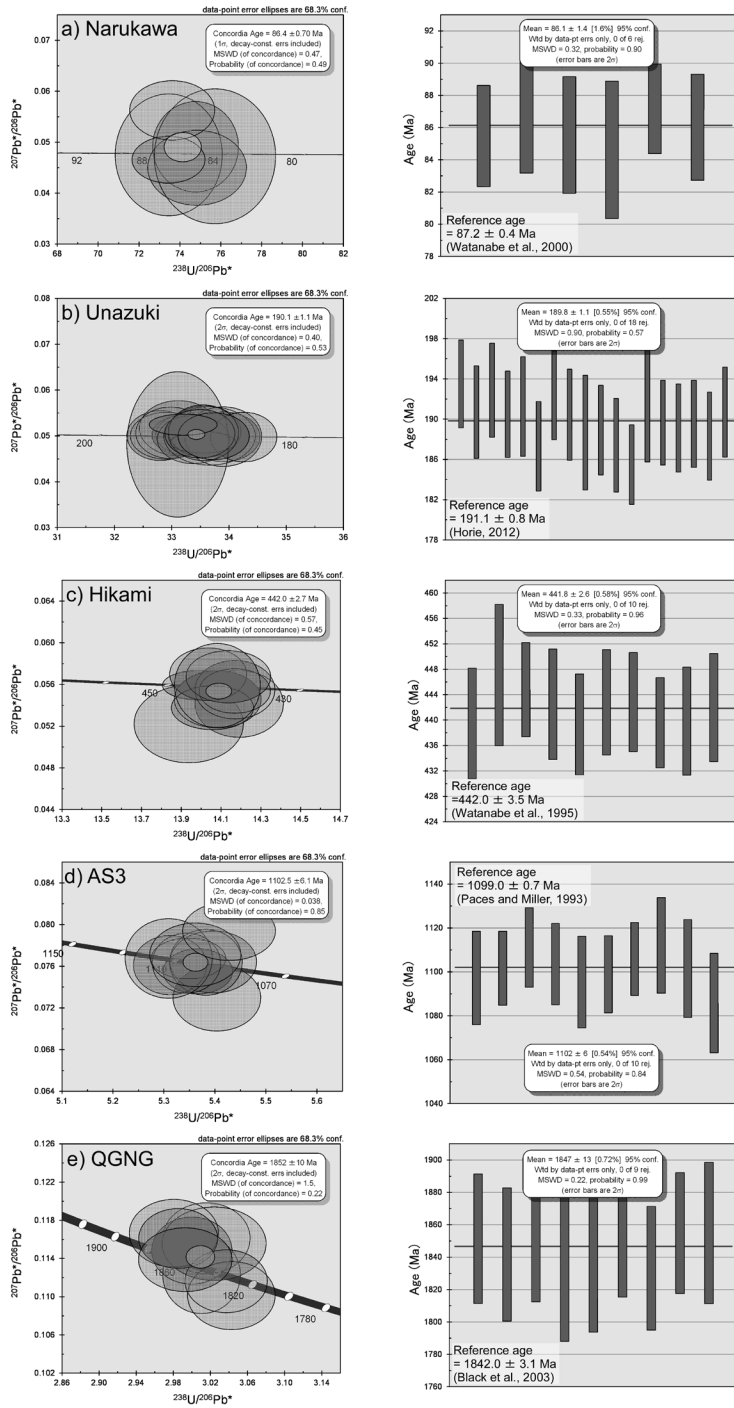 data-point error ellipses are 68.3% conf.
a) Narukawa
Concordia Age = 86.4 ±0.70 Ma
(1σ, decay-const. errs included)
MSWD (of concordance) = 0.47,
Probability (of concordance) = 0.49
0.07
0.06
0.05
0.04
0.03
²⁰⁷Pb*/²⁰⁶Pb*
92
88
84
80
68 70 72 74 76 78 80 82
²³⁸U/²⁰⁶Pb*
Mean = 86.1 ± 1.4 [1.6%] 95% conf.
Wtd by data-pt errs only, 0 of 6 rej.
MSWD = 0.32, probability = 0.90
(error bars are 2σ)
92
90
88
86
84
82
80
78
Age (Ma)
Reference age
= 87.2 ± 0.4 Ma
(Watanabe et al., 2000)
data-point error ellipses are 68.3% conf.
b) Unazuki
Concordia Age = 190.1 ±1.1 Ma
(2σ, decay-const. errs included)
MSWD (of concordance) = 0.40,
Probability (of concordance) = 0.53
0.08
0.07
0.06
0.05
0.04
0.03
²⁰⁷Pb*/²⁰⁶Pb*
200
180
31 32 33 34 35 36
²³⁸U/²⁰⁶Pb*
Mean = 189.8 ± 1.1 [0.55%] 95% conf.
Wtd by data-pt errs only, 0 of 18 rej.
MSWD = 0.90, probability = 0.57
(error bars are 2σ)
202
198
194
190
186
182
178
Age (Ma)
Reference age
= 191.1 ± 0.8 Ma
(Horie, 2012)
data-point error ellipses are 68.3% conf.
c) Hikami
Concordia Age = 442.0 ±2.7 Ma
(2σ, decay-const. errs included)
MSWD (of concordance) = 0.57,
Probability (of concordance) = 0.45
0.064
0.060
0.056
0.052
0.048
0.044
²⁰⁷Pb*/²⁰⁶Pb*
450
430
13.3 13.5 13.7 13.9 14.1 14.3 14.5 14.7
²³⁸U/²⁰⁶Pb*
Mean = 441.8 ± 2.6 [0.58%] 95% conf.
Wtd by data-pt errs only, 0 of 10 rej.
MSWD = 0.33, probability = 0.96
(error bars are 2σ)
460
456
452
448
444
440
436
432
428
424
Age (Ma)
Reference age
=442.0 ± 3.5 Ma
(Watanabe et al., 1995)
data-point error ellipses are 68.3% conf.
d) AS3
Concordia Age = 1102.5 ±6.1 Ma
(2σ, decay-const. errs included)
MSWD (of concordance) = 0.038,
Probability (of concordance) = 0.85
0.084
0.080
0.076
0.072
0.068
0.064
²⁰⁷Pb*/²⁰⁶Pb*
1150
1070
5.1 5.2 5.3 5.4 5.5 5.6
²³⁸U/²⁰⁶Pb*
Reference age
= 1099.0 ± 0.7 Ma
(Paces and Miller, 1993)
1140
1120
1100
1080
1060
1040
Age (Ma)
Mean = 1102 ± 6 [0.54%] 95% conf.
Wtd by data-pt errs only, 0 of 10 rej.
MSWD = 0.54, probability = 0.84
(error bars are 2σ)
data-point error ellipses are 68.3% conf.
e) QGNG
Concordia Age = 1852 ±10 Ma
(2σ, decay-const. errs included)
MSWD (of concordance) = 1.5,
Probability (of concordance) = 0.22
0.126
0.122
0.118
0.114
0.110
0.106
0.102
²⁰⁷Pb*/²⁰⁶Pb*
1900
1860
1820
1780
2.86 2.90 2.94 2.98 3.02 3.06 3.10 3.14
²³⁸U/²⁰⁶Pb*
Mean = 1847 ± 13 [0.72%] 95% conf.
Wtd by data-pt errs only, 0 of 9 rej.
MSWD = 0.22, probability = 0.99
(error bars are 2σ)
1900
1880
1860
1840
1820
1800
1780
1760
Age (Ma)
Reference age
= 1842.0 ± 3.1 Ma
(Black et al., 2003)